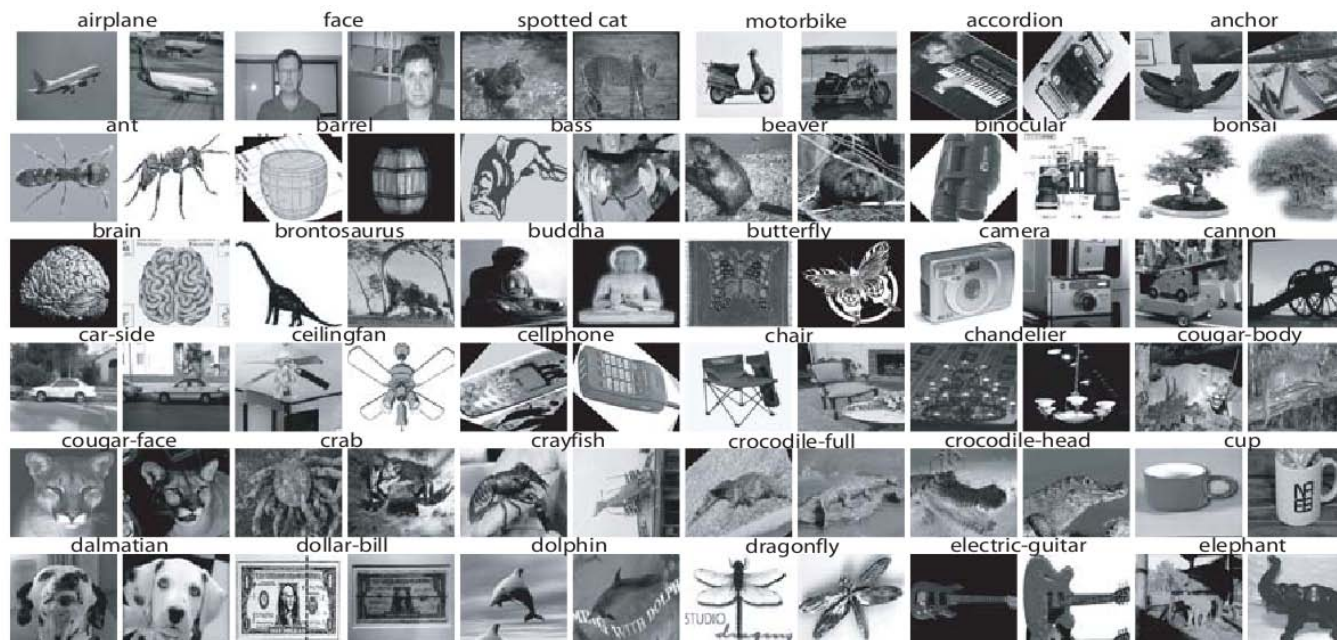 airplane face spotted cat motorbike accordion anchor
ant barrel bass beaver binocular bonsai
brain brontosaurus buddha butterfly camera cannon
car-side ceilingfan cellphone chair chandelier cougar-body
cougar-face crab crayfish crocodile-full crocodile-head cup
dalmatian dollar-bill dolphin dragonfly electric-guitar elephant
STUDIO
WITH DOLPH